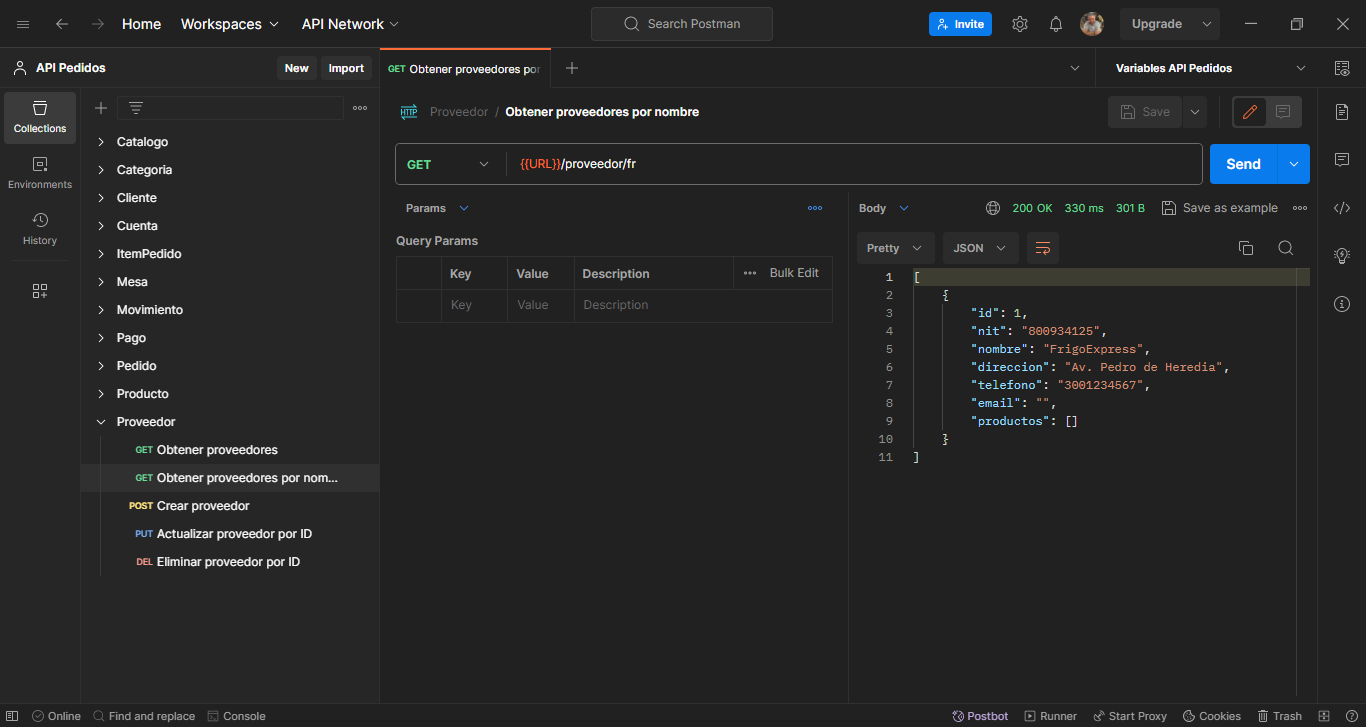 Home Workspaces API Network Search Postman Invite Upgrade
API Pedidos New Import GET Obtener proveedores por Variables API Pedidos
Collections
Environments
History
Catalogo
Categoria
Cliente
Cuenta
ItemPedido
Mesa
Movimiento
Pago
Pedido
Producto
Proveedor
GET Obtener proveedores
GET Obtener proveedores por nom...
POST Crear proveedor
PUT Actualizar proveedor por ID
DEL Eliminar proveedor por ID
HTTP Proveedor / Obtener proveedores por nombre Save
GET {{URL}}/proveedor/fr Send
Params
Query Params
Key Value Description Bulk Edit
Key Value Description
Body 200 OK 330 ms 301 B Save as example
Pretty JSON
1 [
2 {
3 "id": 1,
4 "nit": "800934125",
5 "nombre": "FrigoExpress",
6 "direccion": "Av. Pedro de Heredia",
7 "telefono": "3001234567",
8 "email": "",
9 "productos": []
10 }
11 ]
Online Find and replace Console Postbot Runner Start Proxy Cookies Trash